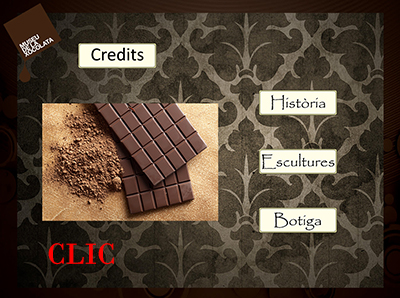 MUSEU
DE LA
XOCOLATA
Credits
Història
Escultures
Botiga
CLIC